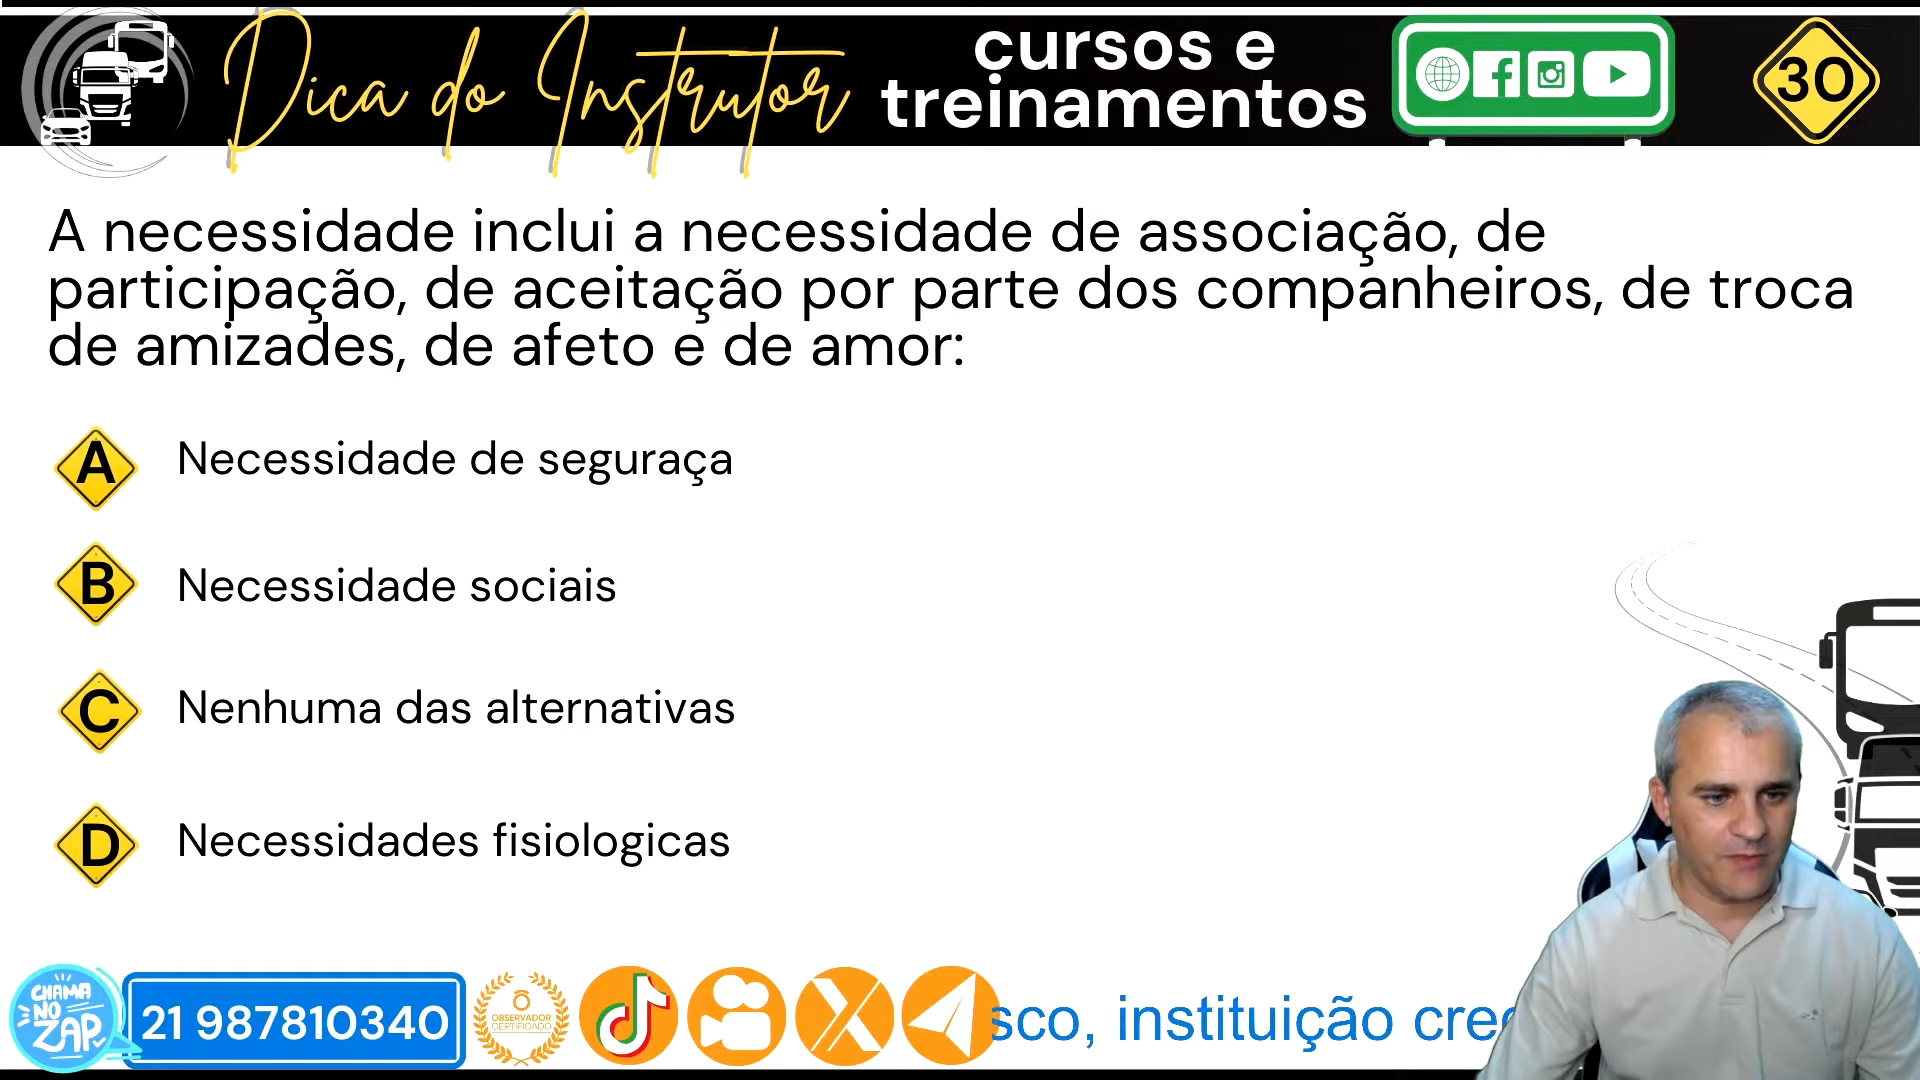 Dica do Instrutor
cursos e
treinamentos
30
A necessidade inclui a necessidade de associação, de
participação, de aceitação por parte dos companheiros, de troca
de amizades, de afeto e de amor:
A Necessidade de seguraça
B Necessidade sociais
C Nenhuma das alternativas
D Necessidades fisiologicas
CHAMA
NO
ZAP
21 987810340
OBSERVADOR
CERTIFICADO
sco, instituição cre